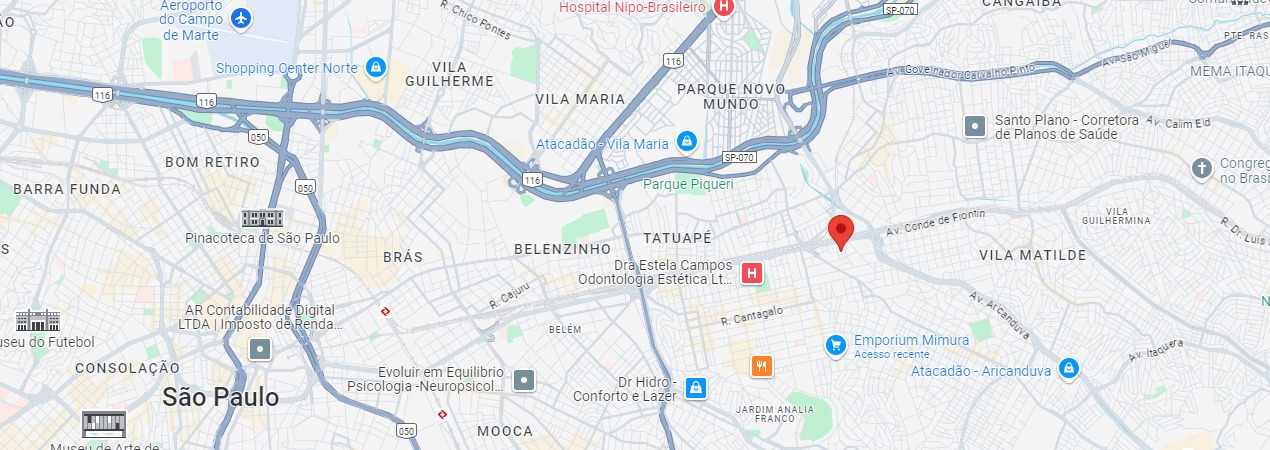 Aeroporto
do Campo
de Marte
R. Chico Fontes
Hospital Nipo-Brasileiro
SP-070
CANGAÍBA
Shopping Center Norte
VILA
GUILHERME
116
Av. Governador Carvalho Pinto
Av. São Miguel
PTE. RAS
MEMA ITAQU
116
116
VILA MARIA
PARQUE NOVO
MUNDO
050
Atacadão - Vila Maria
Santo Plano - Corretora
de Planos de Saúde
Av. Calim Eid
BOM RETIRO
SP-070
BARRA FUNDA
050
116
Parque Piqueri
Congreg
no Brasi
Pinacoteca de São Paulo
BRÁS
BELENZINHO
TATUAPÉ
Av. Conde de Frontin
VILA
GUILHERMINA
R. Dr. Luís
VILA MATILDE
Dra Estela Campos
Odontologia Estética Lt...
H
R. Cajuru
AR Contabilidade Digital
LTDA | Imposto de Renda...
BELÉM
R. Cantagalo
Av. Aricanduva
useu do Futebol
Emporium Mimura
Acesso recente
Av. Itaquera
CONSOLAÇÃO
Evoluir em Equilibrio
Psicologia -Neuropsicol...
Dr Hidro -
Conforto e Lazer
Atacadão - Aricanduva
São Paulo
JARDIM ANALIA
FRANCO
050
MOOCA
Museu de Arte de